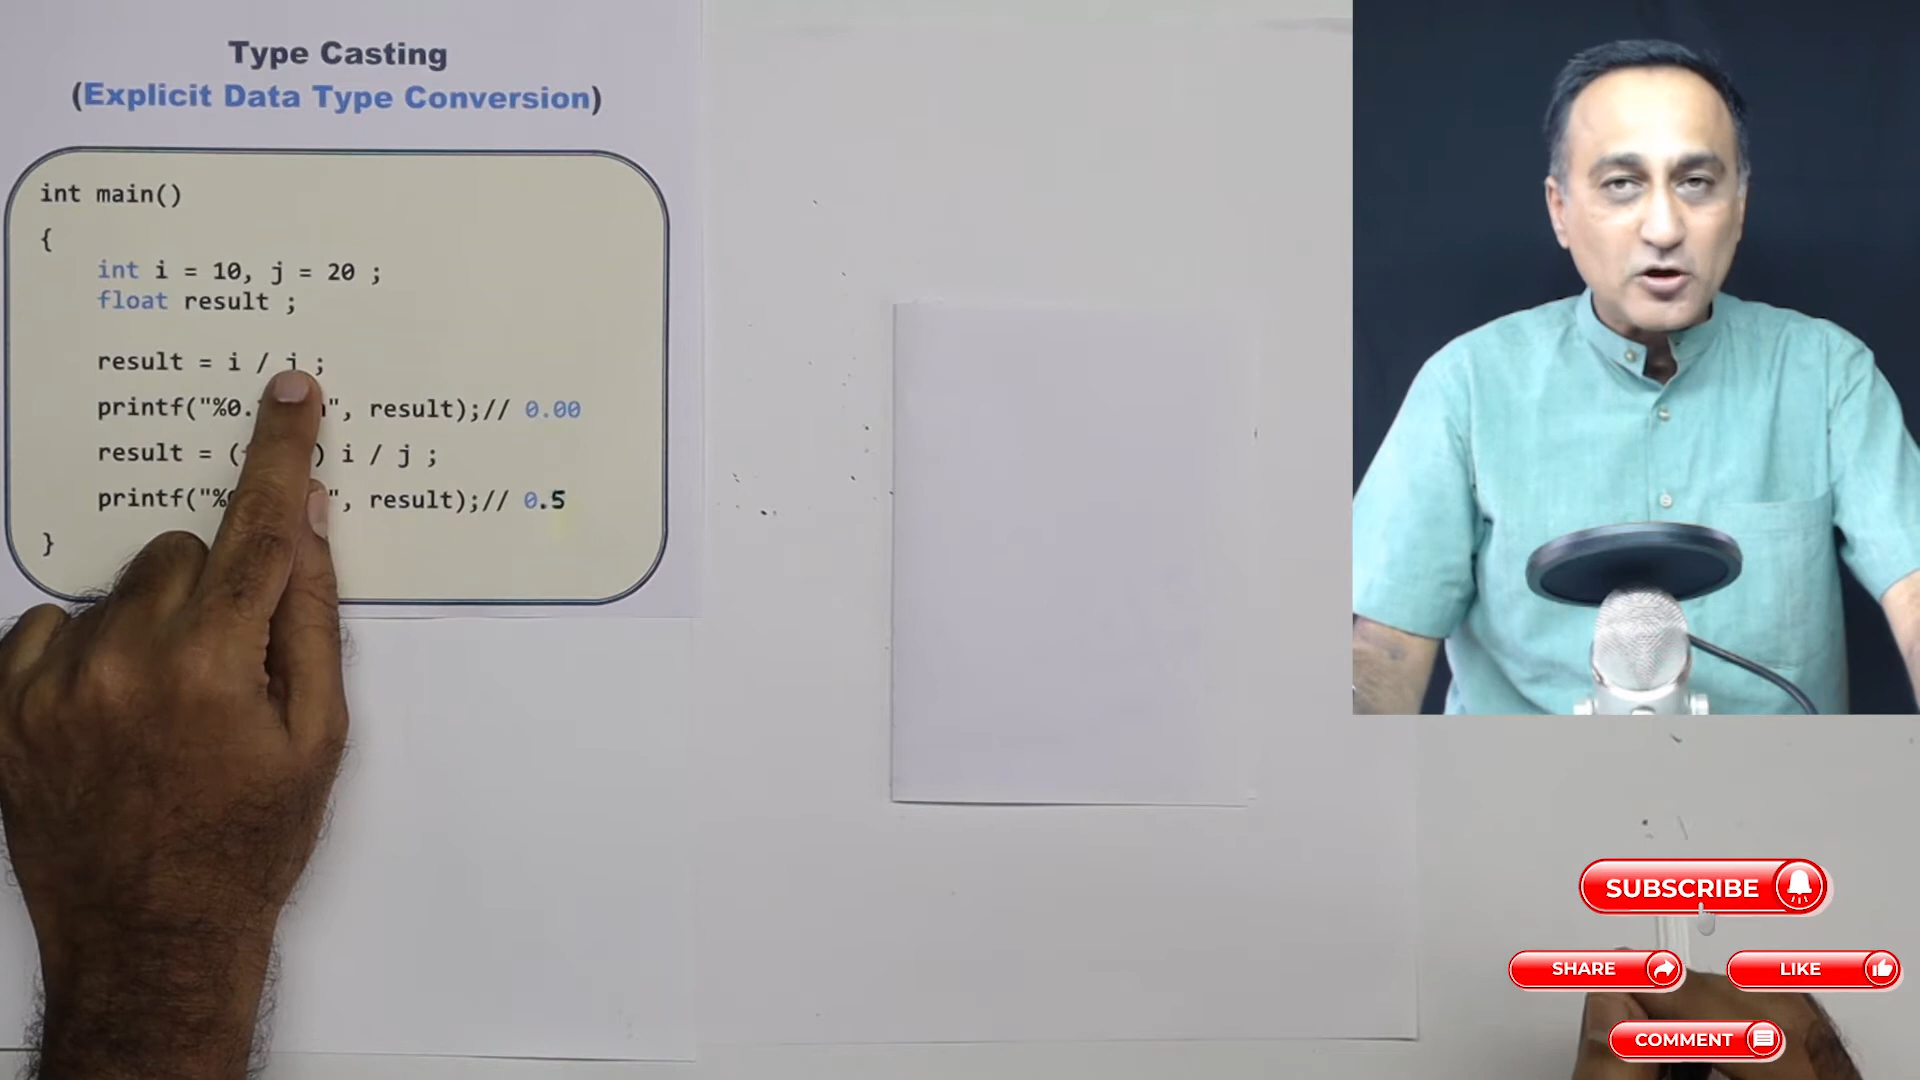 Type Casting
(Explicit Data Type Conversion)
int main()
{
int i = 10, j = 20 ;
float result ;
result = i / j ;
printf("%0. n", result);// 0.00
result = ( ) i / j ;
printf("% ", result);// 0.5
}
SUBSCRIBE
SHARE
LIKE
COMMENT